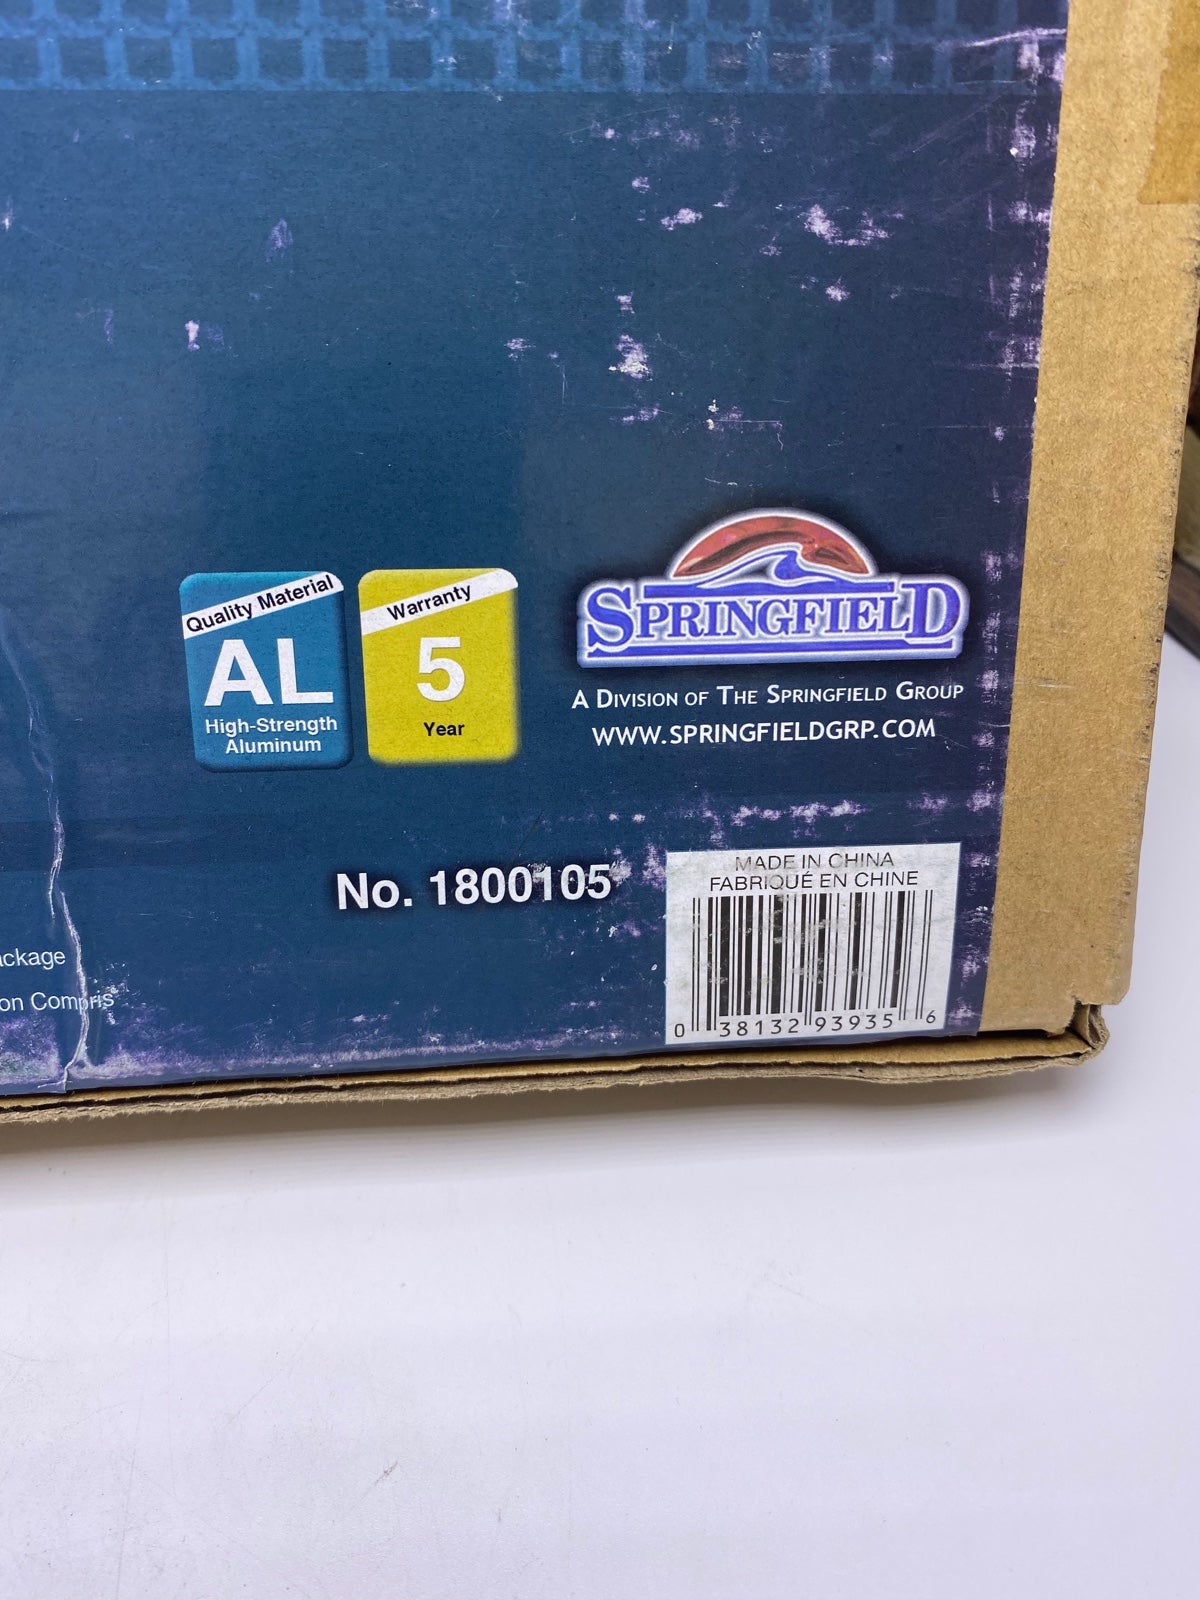 Quality Material
AL
High-Strength
Aluminum
Warranty
5
Year
SPRINGFIELD
A DIVISION OF THE SPRINGFIELD GROUP
WWW.SPRINGFIELDGRP.COM
No. 1800105
MADE IN CHINA
FABRIQUÉ EN CHINE
0 38132 93935 6
ackage
on Compris